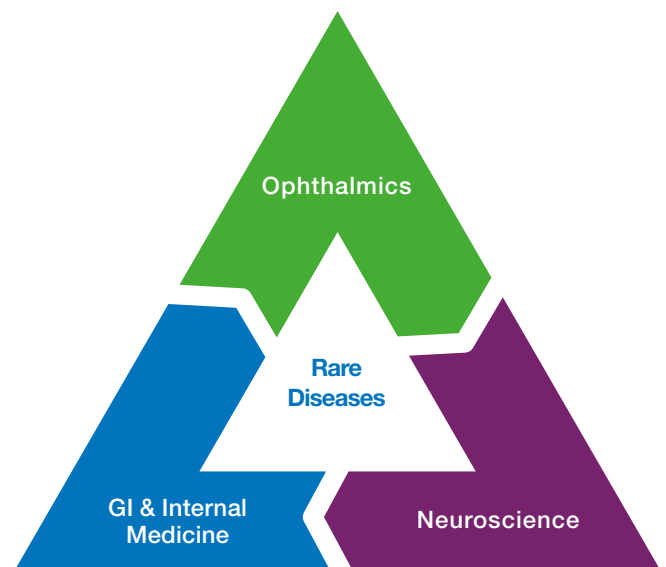 Ophthalmics
Rare
Diseases
GI & Internal
Medicine
Neuroscience